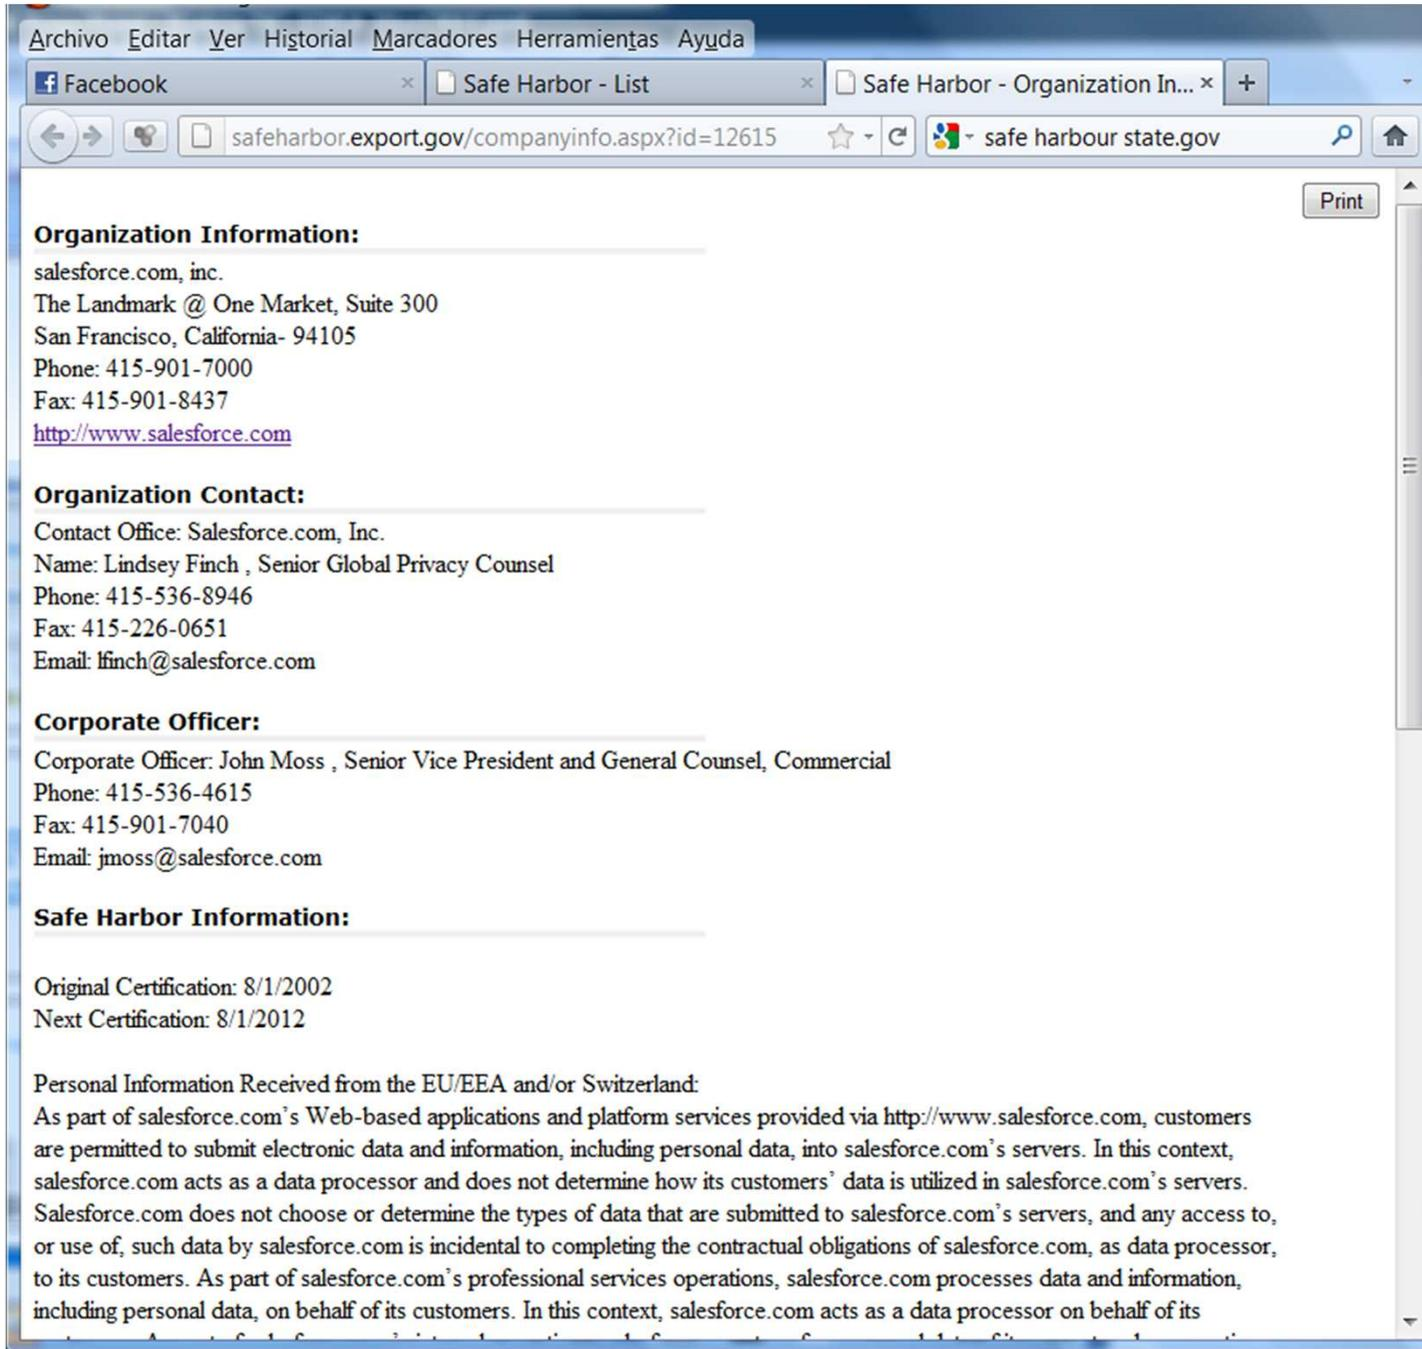 Archivo Editar Ver Historial Marcadores Herramientas Ayuda
Facebook × Safe Harbor - List × Safe Harbor - Organization In... × +
safeharbor.export.gov/companyinfo.aspx?id=12615 safe harbour state.gov
Print
Organization Information:
salesforce.com, inc.
The Landmark @ One Market, Suite 300
San Francisco, California- 94105
Phone: 415-901-7000
Fax: 415-901-8437
http://www.salesforce.com
Organization Contact:
Contact Office: Salesforce.com, Inc.
Name: Lindsey Finch , Senior Global Privacy Counsel
Phone: 415-536-8946
Fax: 415-226-0651
Email: lfinch@salesforce.com
Corporate Officer:
Corporate Officer: John Moss , Senior Vice President and General Counsel, Commercial
Phone: 415-536-4615
Fax: 415-901-7040
Email: jmoss@salesforce.com
Safe Harbor Information:
Original Certification: 8/1/2002
Next Certification: 8/1/2012
Personal Information Received from the EU/EEA and/or Switzerland:
As part of salesforce.com's Web-based applications and platform services provided via http://www.salesforce.com, customers
are permitted to submit electronic data and information, including personal data, into salesforce.com's servers. In this context,
salesforce.com acts as a data processor and does not determine how its customers' data is utilized in salesforce.com's servers.
Salesforce.com does not choose or determine the types of data that are submitted to salesforce.com's servers, and any access to,
or use of, such data by salesforce.com is incidental to completing the contractual obligations of salesforce.com, as data processor,
to its customers. As part of salesforce.com's professional services operations, salesforce.com processes data and information,
including personal data, on behalf of its customers. In this context, salesforce.com acts as a data processor on behalf of its